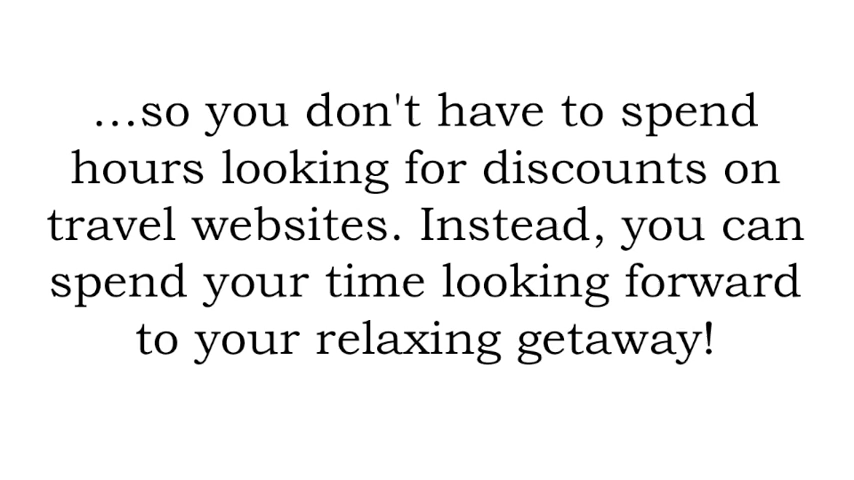 …so you don't have to spend
hours looking for discounts on
travel websites. Instead, you can
spend your time looking forward
to your relaxing getaway!